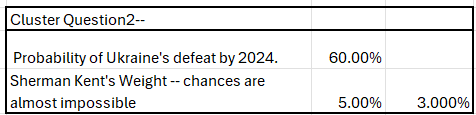 Cluster Question2--
Probability of Ukraine's defeat by 2024. 60.00%
Sherman Kent's Weight -- chances are
almost impossible 5.00% 3.000%